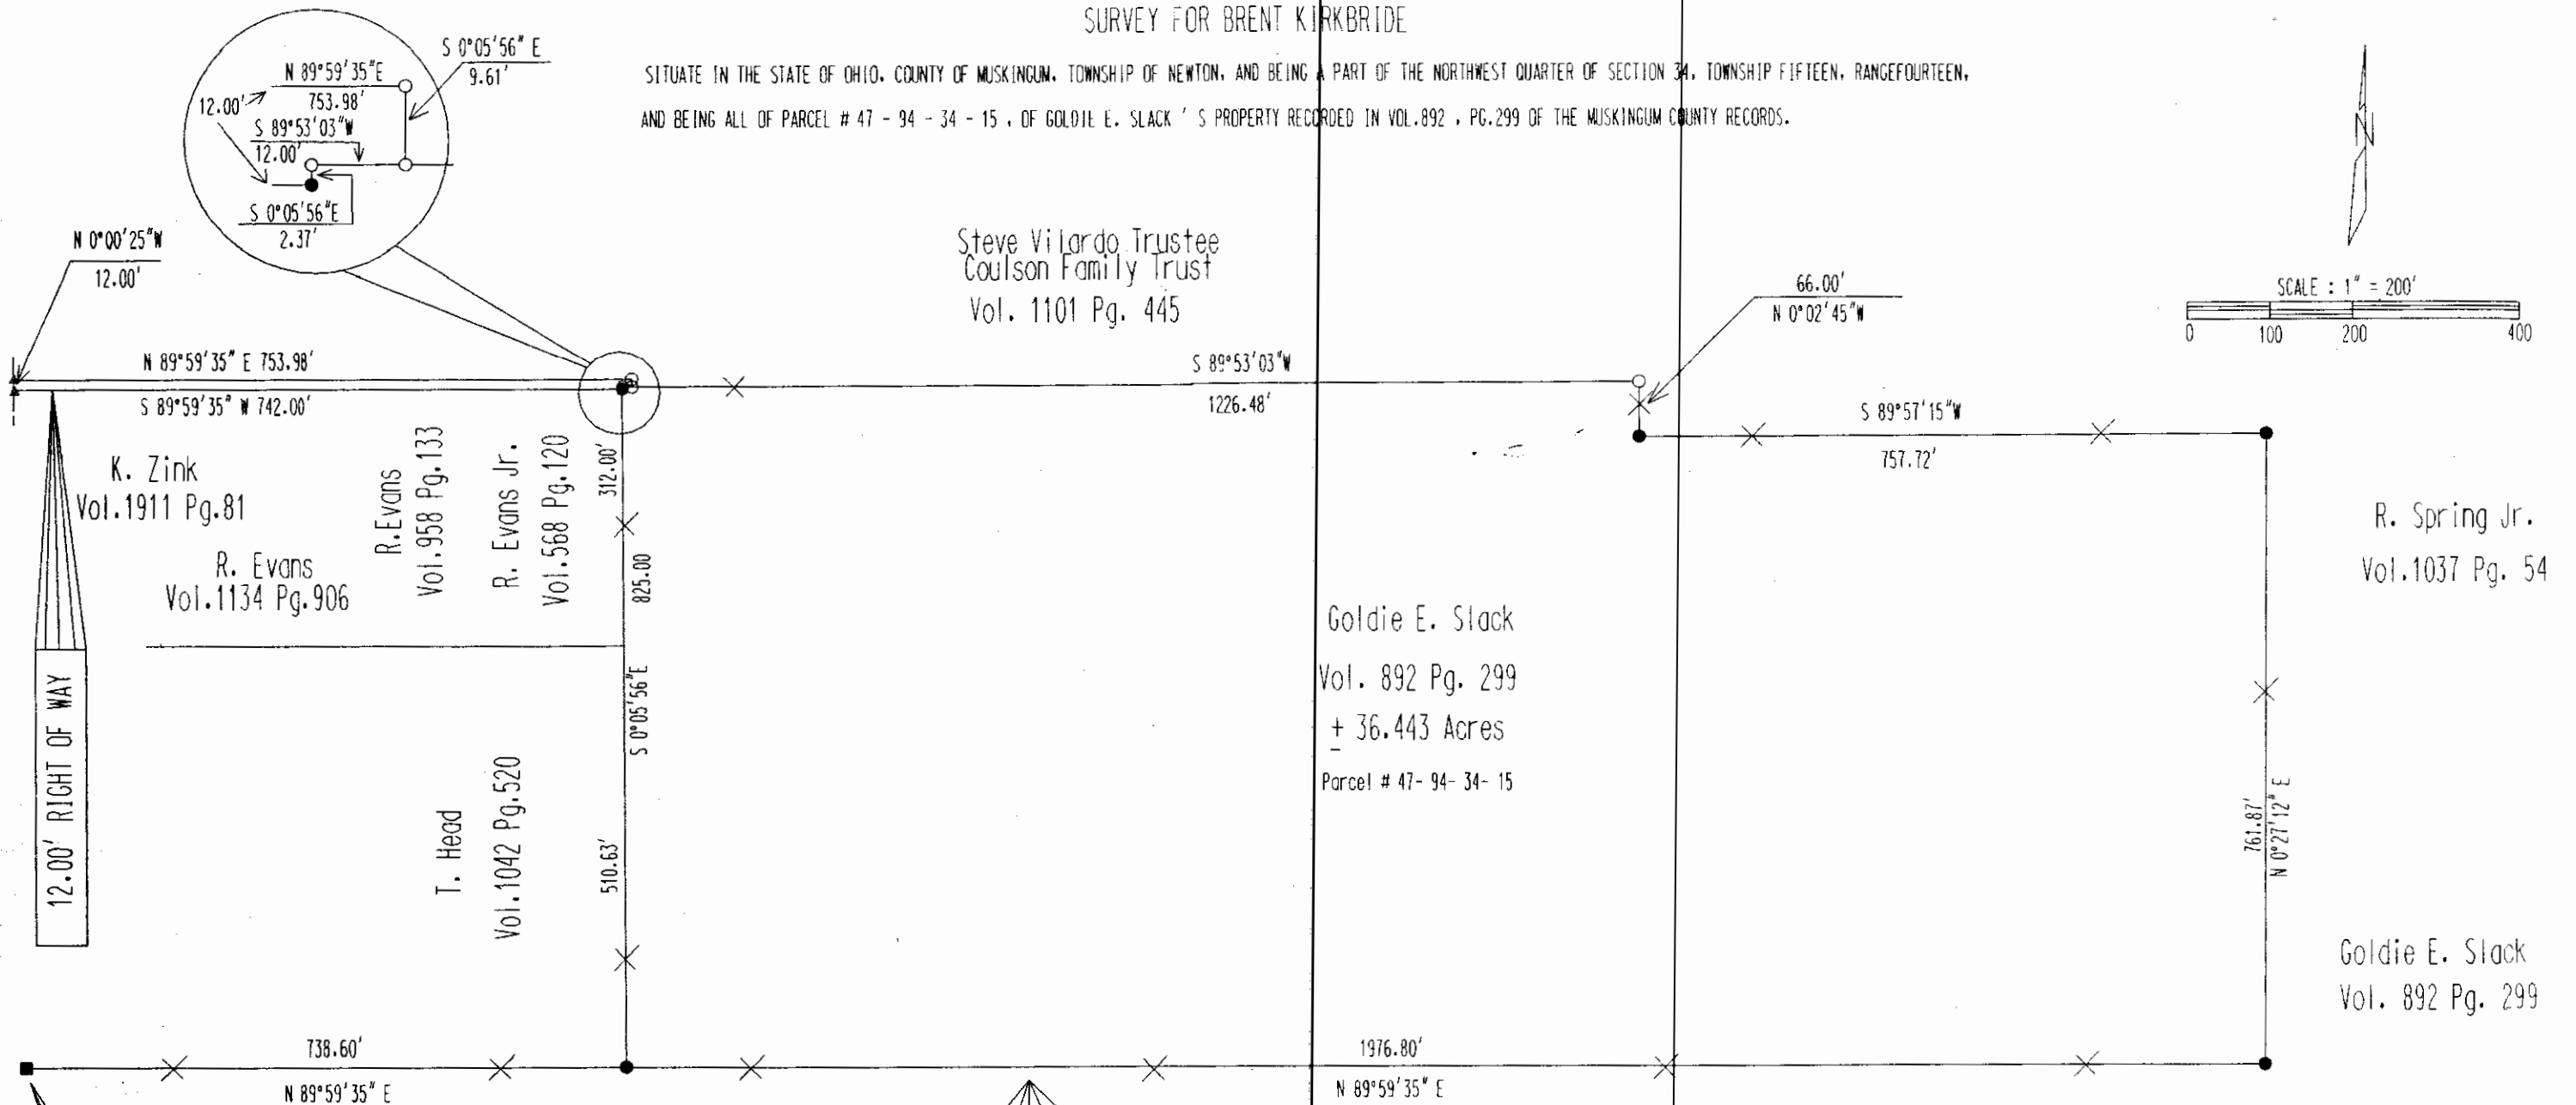 SURVEY FOR BRENT KIRKBRIDE
SITUATE IN THE STATE OF OHIO. COUNTY OF MUSKINGUM. TOWNSHIP OF NEWTON, AND BEING A PART OF THE NORTHWEST QUARTER OF SECTION 34, TOWNSHIP FIFTEEN, RANGEFOURTEEN,
AND BEING ALL OF PARCEL # 47 - 94 - 34 - 15 , OF GOLDIE E. SLACK ' S PROPERTY RECORDED IN VOL.892 , PG.299 OF THE MUSKINGUM COUNTY RECORDS.
S 0°05'56" E
9.61'
N 89°59'35"E
753.98'
12.00'
S 89°53'03"W
12.00'
S 0°05'56"E
2.37'
N
N 0°00'25"W
12.00'
Steve Vilardo Trustee
Coulson Family Trust
Vol. 1101 Pg. 445
66.00'
N 0°02'45"W
SCALE : 1" = 200'
0 100 200 400
N 89°59'35" E 753.98'
S 89°59'35" W 742.00'
S 89°53'03"W
1226.48'
S 89°57'15"W
757.72'
K. Zink
Vol.1911 Pg.81
R. Evans
Vol.1134 Pg.906
R.Evans
Vol.958 Pg.133
R. Evans Jr.
Vol.568 Pg.120
312.00'
825.00
S 0°05'56"E
510.63'
12.00' RIGHT OF WAY
T. Head
Vol.1042 Pg.520
Goldie E. Slack
Vol. 892 Pg. 299
± 36.443 Acres
Parcel # 47- 94- 34- 15
R. Spring Jr.
Vol.1037 Pg. 54
761.87'
N 0°27'12" E
Goldie E. Slack
Vol. 892 Pg. 299
738.60'
N 89°59'35" E
1976.80'
N 89°59'35" E